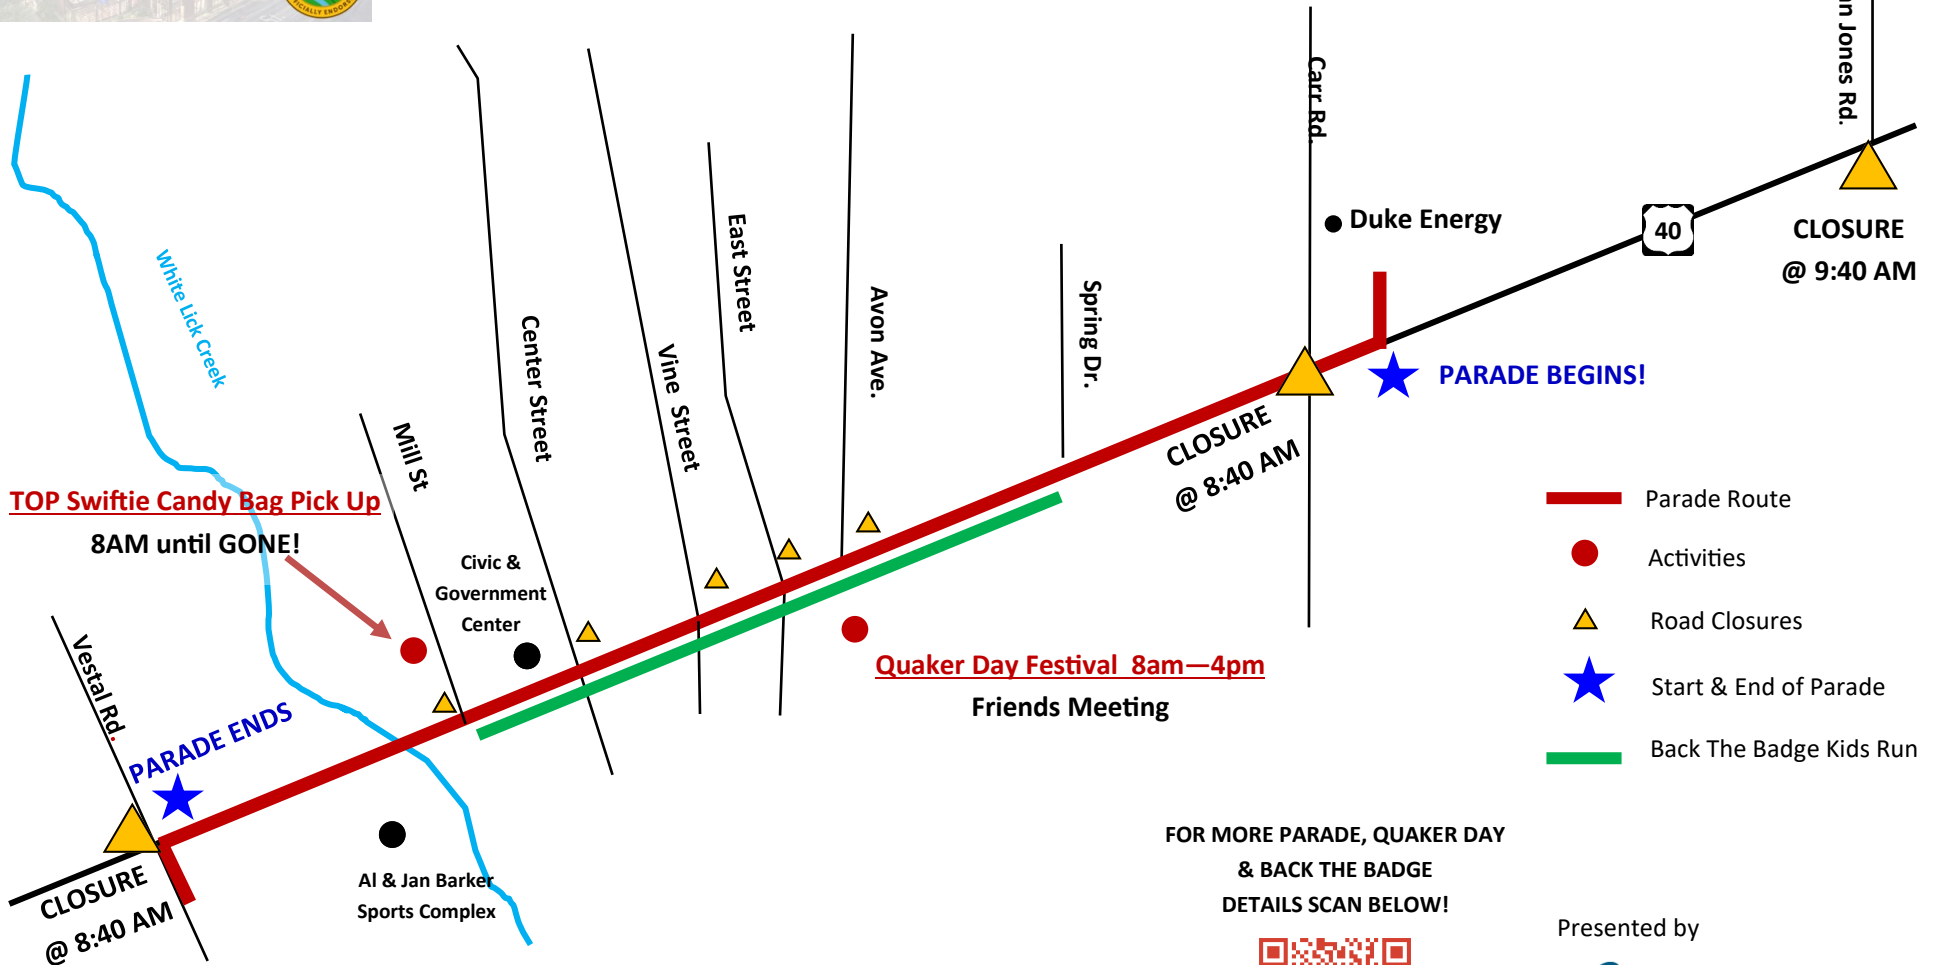 OFFICIALLY ENDORSED
n Jones Rd.
Carr Rd.
Duke Energy
40
CLOSURE
@ 9:40 AM
White Lick Creek
East Street
Avon Ave.
Spring Dr.
Center Street
Vine Street
PARADE BEGINS!
Mill St
CLOSURE
@ 8:40 AM
TOP Swiftie Candy Bag Pick Up
8AM until GONE!
Civic &
Government
Center
Parade Route
Activities
Road Closures
Start & End of Parade
Back The Badge Kids Run
Quaker Day Festival 8am—4pm
Friends Meeting
Vestal Rd.
PARADE ENDS
CLOSURE
@ 8:40 AM
Al & Jan Barker
Sports Complex
FOR MORE PARADE, QUAKER DAY
& BACK THE BADGE
DETAILS SCAN BELOW!
Presented by